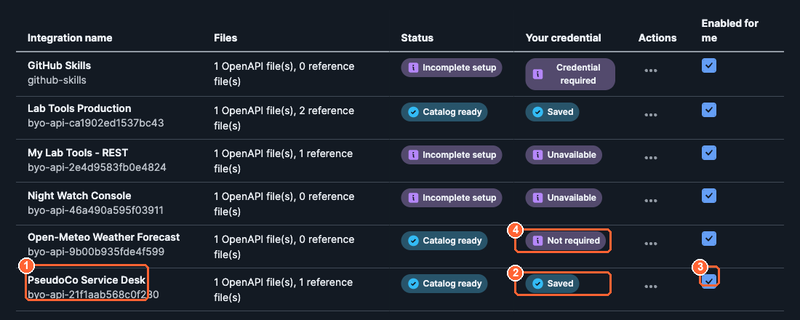 Integration name Files Status Your credential Actions Enabled for me
GitHub Skills
github-skills
1 OpenAPI file(s), 0 reference file(s)
Incomplete setup
Credential required
Lab Tools Production
byo-api-ca1902ed1537bc43
1 OpenAPI file(s), 2 reference file(s)
Catalog ready
Saved
My Lab Tools - REST
byo-api-2e4d9583fb0e4824
1 OpenAPI file(s), 1 reference file(s)
Incomplete setup
Unavailable
Night Watch Console
byo-api-46a490a595f03911
1 OpenAPI file(s), 0 reference file(s)
Incomplete setup
Unavailable
Open-Meteo Weather Forecast
byo-api-9b00b935fde4f599
1 OpenAPI file(s), 0 reference file(s)
Catalog ready
4
Not required
1
PseudoCo Service Desk
byo-api-21f1aab568c0f230
1 OpenAPI file(s), 1 reference file(s)
Catalog ready
2
Saved
3